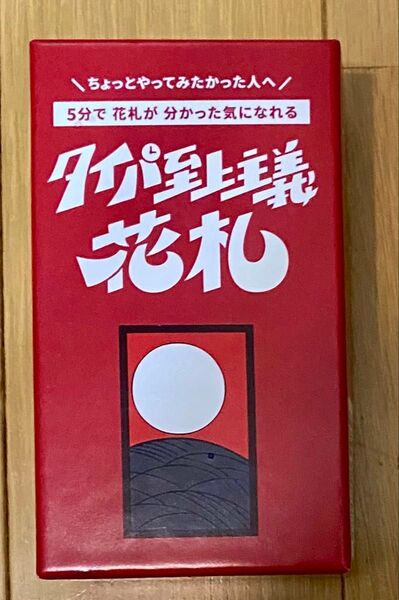 \ ちょっとやってみたかった人へ /
5分で 花札が 分かった気になれる
タイパ至上主義
花札